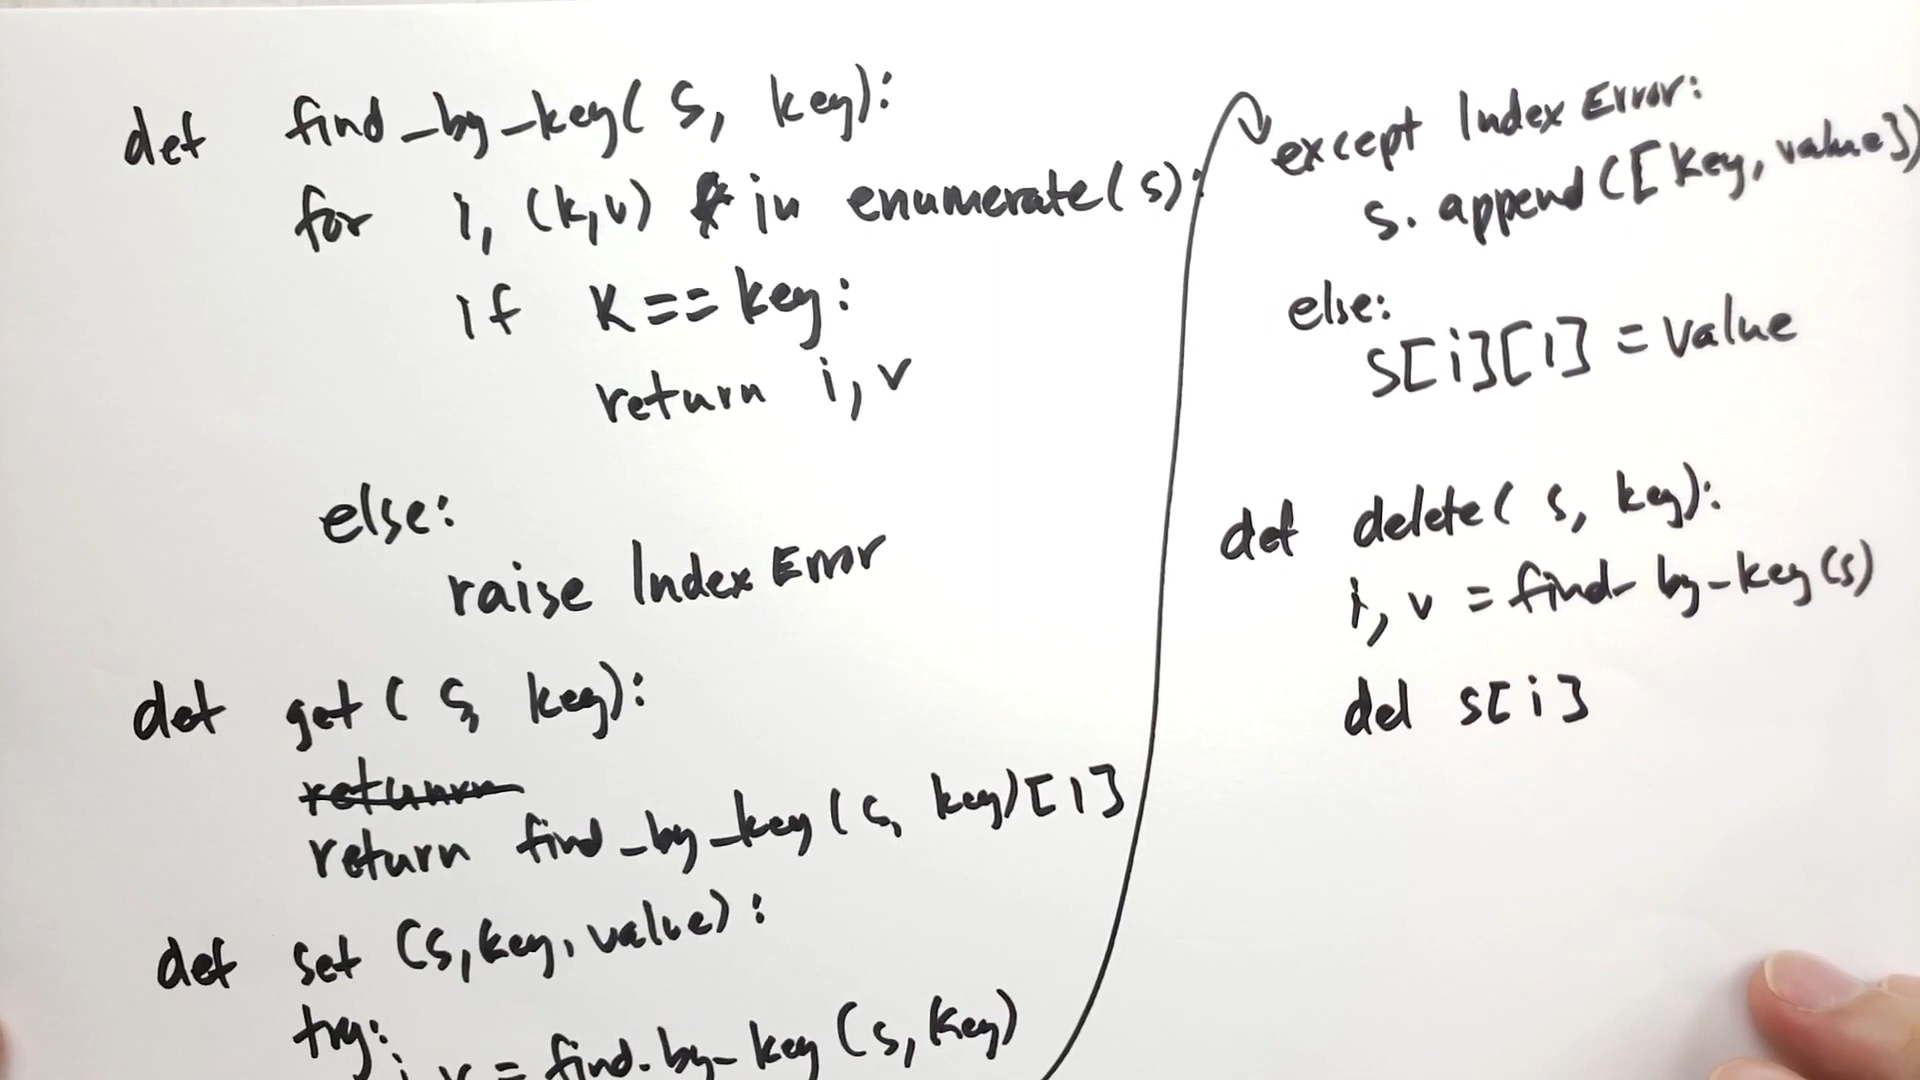 def find_by_key(s, key):
for i, (k,v) in enumerate(s):
if k == key:
return i, v
else:
raise IndexError
def get(s, key):
return find_by_key(s, key)[1]
def set(s, key, value):
try:
i, v = find_by_key(s, key)
except IndexError:
s.append([key, value])
else:
s[i][1] = value
def delete(s, key):
i, v = find_by_key(s)
del s[i]